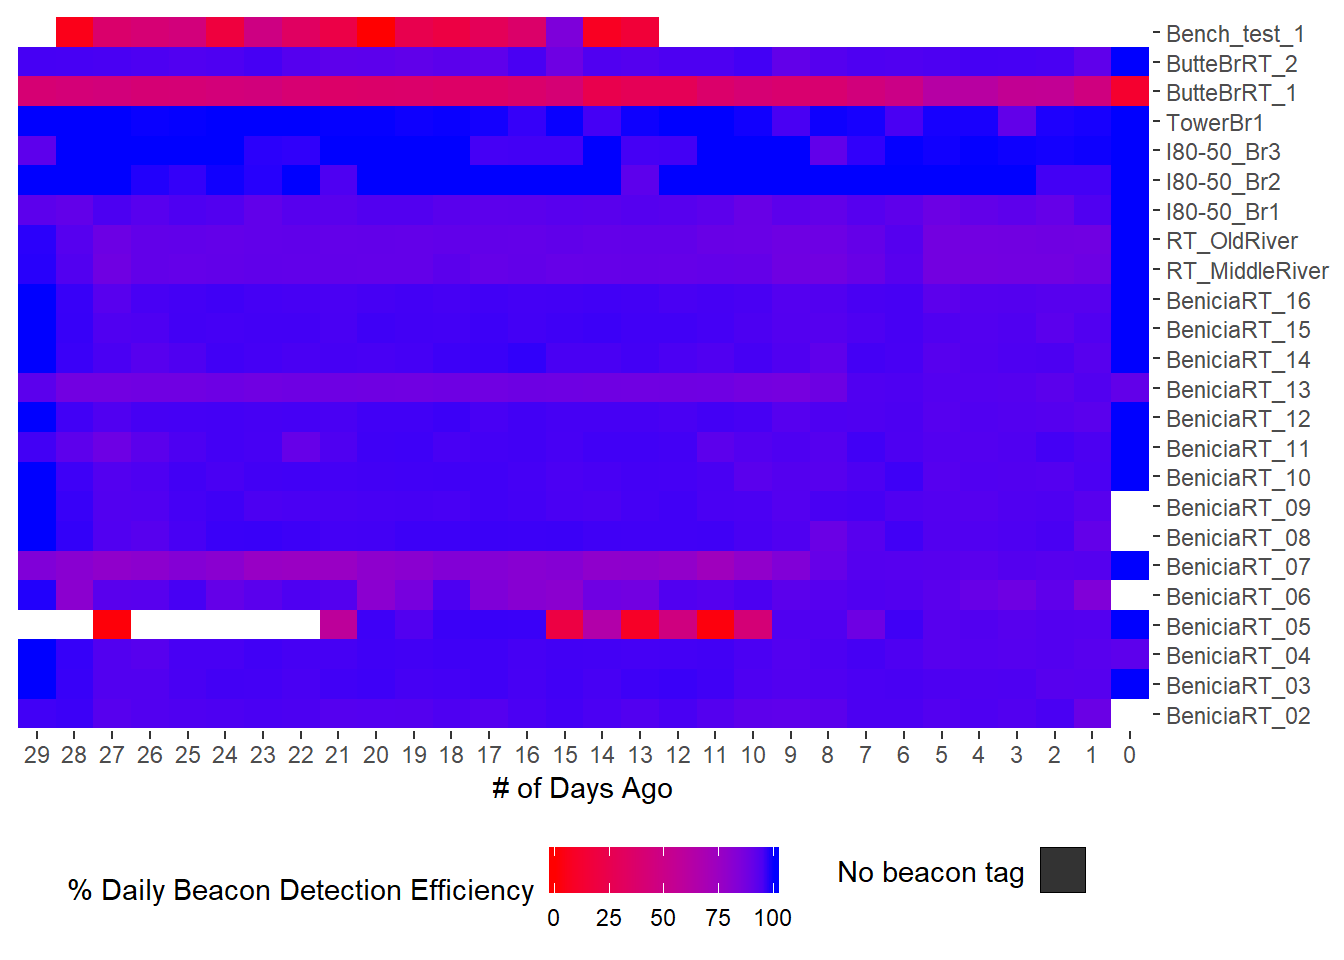 Bench_test_1
ButteBrRT_2
ButteBrRT_1
TowerBr1
I80-50_Br3
I80-50_Br2
I80-50_Br1
RT_OldRiver
RT_MiddleRiver
BeniciaRT_16
BeniciaRT_15
BeniciaRT_14
BeniciaRT_13
BeniciaRT_12
BeniciaRT_11
BeniciaRT_10
BeniciaRT_09
BeniciaRT_08
BeniciaRT_07
BeniciaRT_06
BeniciaRT_05
BeniciaRT_04
BeniciaRT_03
BeniciaRT_02
29 28 27 26 25 24 23 22 21 20 19 18 17 16 15 14 13 12 11 10 9 8 7 6 5 4 3 2 1 0
# of Days Ago
% Daily Beacon Detection Efficiency
0 25 50 75 100
No beacon tag